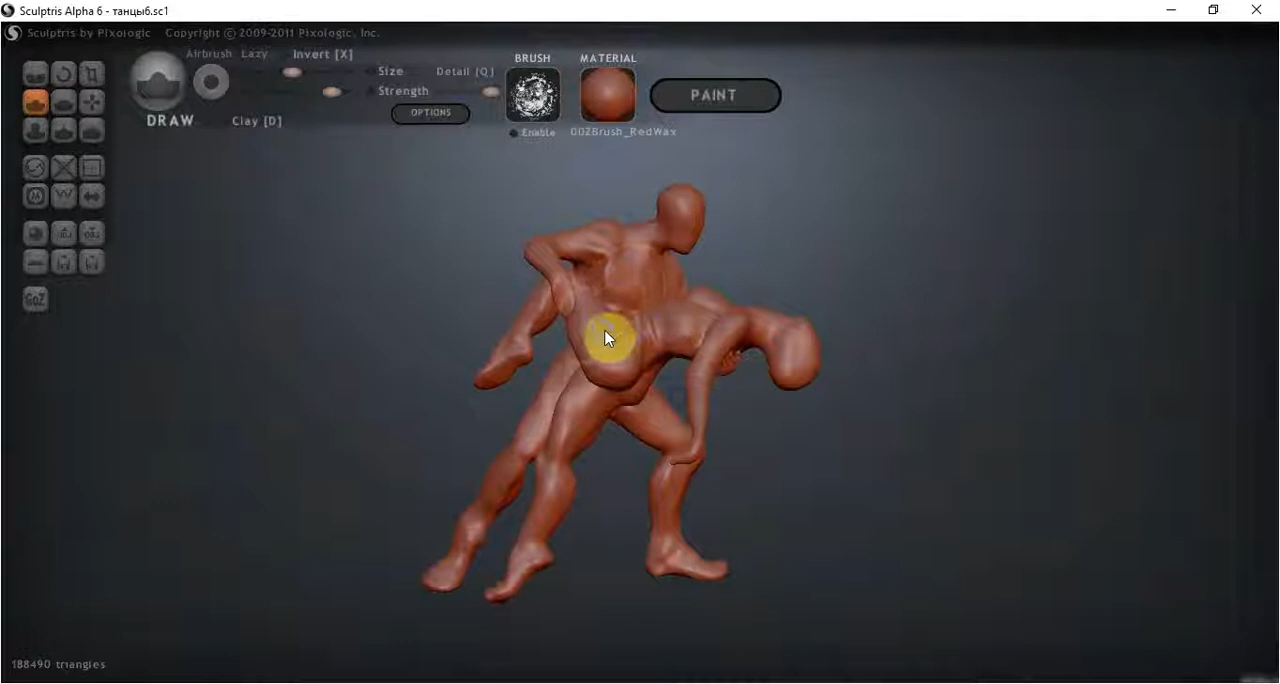 Sculptris Alpha 6 - танцыб.sc1
Sculptris by Pixologic Copyright © 2009-2011 Pixologic, Inc.
Airbrush Lazy Invert [X]
Size Detail [Q]
Strength
OPTIONS
DRAW Clay [D]
BRUSH
Enable
MATERIAL
00ZBrush_RedWax
PAINT
GoZ
188490 triangles